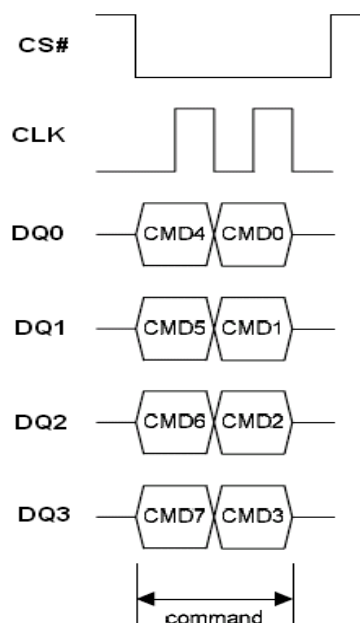 CS#
CLK
DQ0 CMD4 CMD0
DQ1 CMD5 CMD1
DQ2 CMD6 CMD2
DQ3 CMD7 CMD3
command